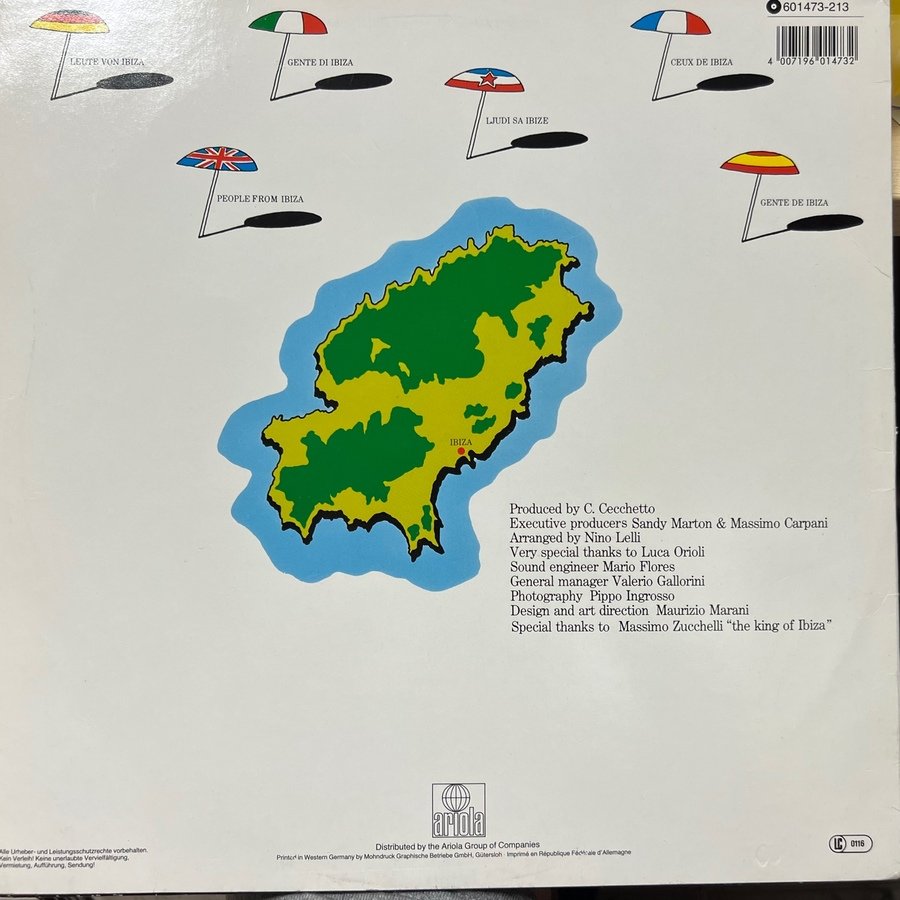 601473-213
4 007196 014732
LEUTE VON IBIZA
GENTE DI IBIZA
CEUX DE IBIZA
LJUDI SA IBIZE
PEOPLE FROM IBIZA
GENTE DE IBIZA
IBIZA
Produced by C. Cecchetto
Executive producers Sandy Marton & Massimo Carpani
Arranged by Nino Lelli
Very special thanks to Luca Orioli
Sound engineer Mario Flores
General manager Valerio Gallorini
Photography Pippo Ingrosso
Design and art direction Maurizio Marani
Special thanks to Massimo Zucchelli “the king of Ibiza”
ariola
Distributed by the Ariola Group of Companies
Printed in Western Germany by Mohndruck Graphische Betriebe GmbH, Gütersloh · Imprimé en République Fédérale d'Allemagne
Alle Urheber- und Leistungsschutzrechte vorbehalten.
Kein Verleih! Keine unerlaubte Vervielfältigung,
Vermietung, Aufführung, Sendung!
LC 0116